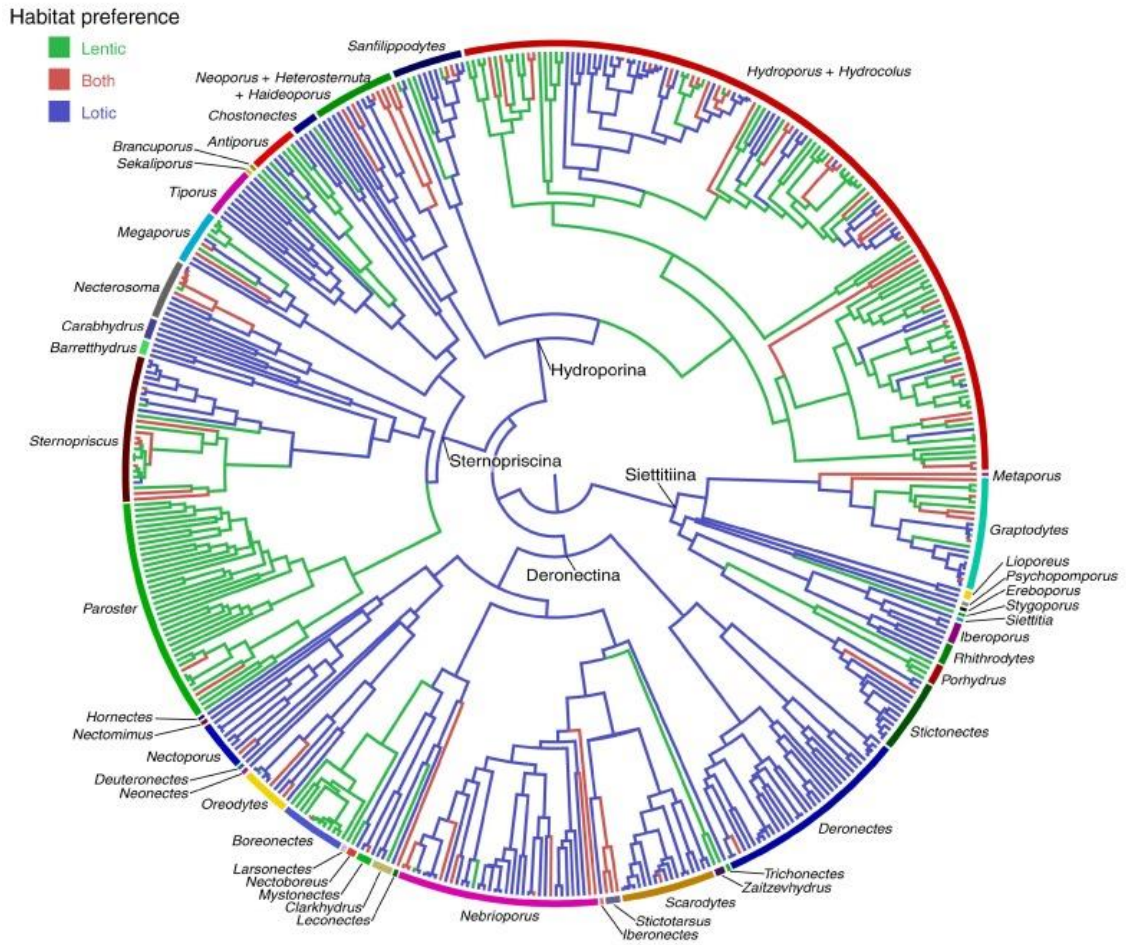 Habitat preference
Lentic
Both
Lotic
Sanfilippodytes
Hydroporus + Hydrocolus
Neoporus + Heterosternuta
+ Haideoporus
Chostonectes
Antiporus
Brancuporus
Sekaliporus
Tiporus
Megaporus
Necterosoma
Carabhydrus
Barretthydrus
Sternopriscus
Paroster
Hornectes
Nectomimus
Nectoporus
Deuteronectes
Neonectes
Oreodytes
Boreonectes
Larsonectes
Nectoboreus
Mystonectes
Clarkhydrus
Leconectes
Nebrioporus
Iberonectes
Stictotarsus
Scarodytes
Zaitzevhydrus
Trichonectes
Deronectes
Stictonectes
Porhydrus
Rhithrodytes
Iberoporus
Siettitia
Stygoporus
Ereboporus
Psychopomporus
Lioporeus
Graptodytes
Metaporus
Hydroporina
Sternopriscina
Siettitiina
Deronectina